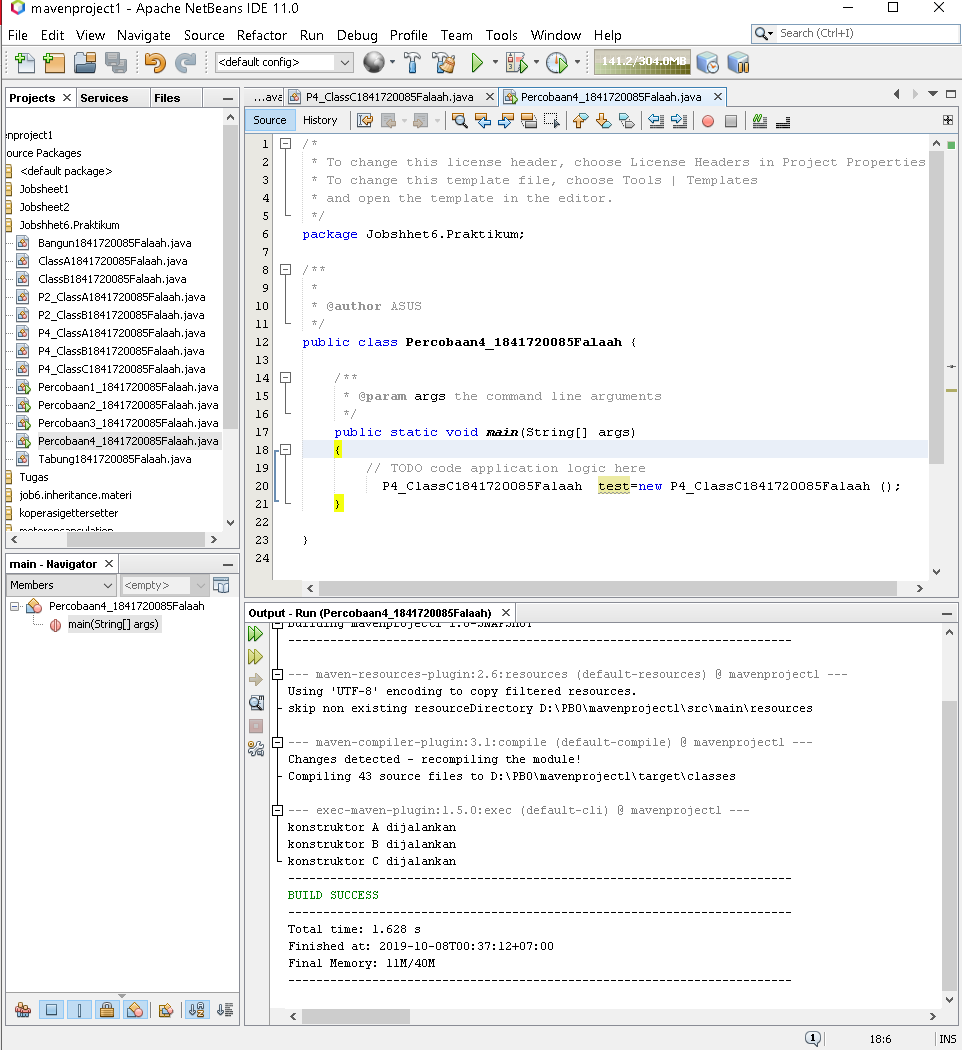 mavenproject1 - Apache NetBeans IDE 11.0
File Edit View Navigate Source Refactor Run Debug Profile Team Tools Window Help
Search (Ctrl+I)
<default config>
141.2/304.0MB
Projects Services Files
...ava P4_ClassC1841720085Falaah.java Percobaan4_1841720085Falaah.java
Source History
enproject1
ource Packages
<default package>
Jobsheet1
Jobsheet2
Jobshhet6.Praktikum
Bangun1841720085Falaah.java
ClassA1841720085Falaah.java
ClassB1841720085Falaah.java
P2_ClassA1841720085Falaah.java
P2_ClassB1841720085Falaah.java
P4_ClassA1841720085Falaah.java
P4_ClassB1841720085Falaah.java
P4_ClassC1841720085Falaah.java
Percobaan1_1841720085Falaah.java
Percobaan2_1841720085Falaah.java
Percobaan3_1841720085Falaah.java
Percobaan4_1841720085Falaah.java
Tabung1841720085Falaah.java
Tugas
job6.inheritance.materi
koperasigettersetter
motorencapsulation
1 /*
2 * To change this license header, choose License Headers in Project Properties
3 * To change this template file, choose Tools | Templates
4 * and open the template in the editor.
5 */
6 package Jobshhet6.Praktikum;
7
8 /**
9 *
10 * @author ASUS
11 */
12 public class Percobaan4_1841720085Falaah {
13
14 /**
15 * @param args the command line arguments
16 */
17 public static void main(String[] args)
18 {
19 // TODO code application logic here
20 P4_ClassC1841720085Falaah test=new P4_ClassC1841720085Falaah ();
21 }
22
23 }
24
main - Navigator
Members <empty>
Percobaan4_1841720085Falaah
main(String[] args)
Output - Run (Percobaan4_1841720085Falaah)
Building mavenproject1 1.0-SNAPSHOT
------------------------------------------------------------------------
--- maven-resources-plugin:2.6:resources (default-resources) @ mavenproject1 ---
Using 'UTF-8' encoding to copy filtered resources.
skip non existing resourceDirectory D:\PBO\mavenproject1\src\main\resources
--- maven-compiler-plugin:3.1:compile (default-compile) @ mavenproject1 ---
Changes detected - recompiling the module!
Compiling 43 source files to D:\PBO\mavenproject1\target\classes
--- exec-maven-plugin:1.5.0:exec (default-cli) @ mavenproject1 ---
konstruktor A dijalankan
konstruktor B dijalankan
konstruktor C dijalankan
------------------------------------------------------------------------
BUILD SUCCESS
------------------------------------------------------------------------
Total time: 1.628 s
Finished at: 2019-10-08T00:37:12+07:00
Final Memory: 11M/40M
------------------------------------------------------------------------
1 18:6 INS